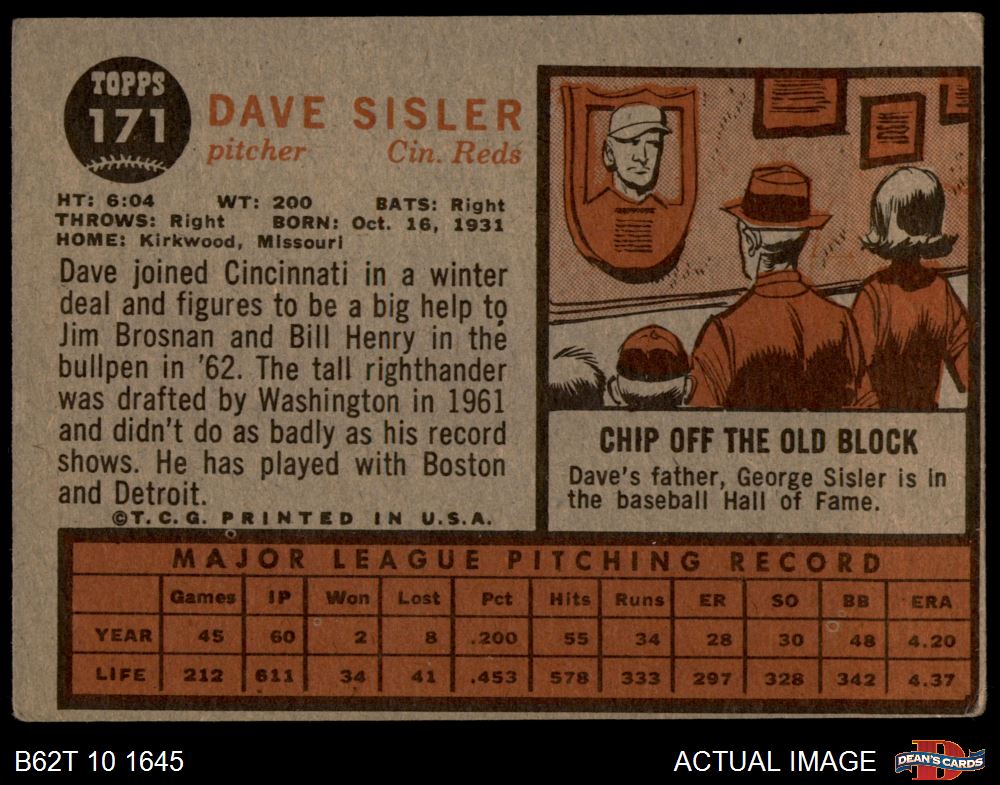 TOPPS
171
DAVE SISLER
pitcher Cin. Reds
HT: 6:04 WT: 200 BATS: Right
THROWS: Right BORN: Oct. 16, 1931
HOME: Kirkwood, Missouri
Dave joined Cincinnati in a winter
deal and figures to be a big help to
Jim Brosnan and Bill Henry in the
bullpen in '62. The tall righthander
was drafted by Washington in 1961
and didn't do as badly as his record
shows. He has played with Boston
and Detroit.
©T.C.G. PRINTED IN U.S.A.
CHIP OFF THE OLD BLOCK
Dave's father, George Sisler is in
the baseball Hall of Fame.
MAJOR LEAGUE PITCHING RECORD
Games IP Won Lost Pct Hits Runs ER SO BB ERA
YEAR 45 60 2 8 .200 55 34 28 30 48 4.20
LIFE 212 611 34 41 .453 578 333 297 328 342 4.37
B62T 10 1645 ACTUAL IMAGE DEAN'S CARDS